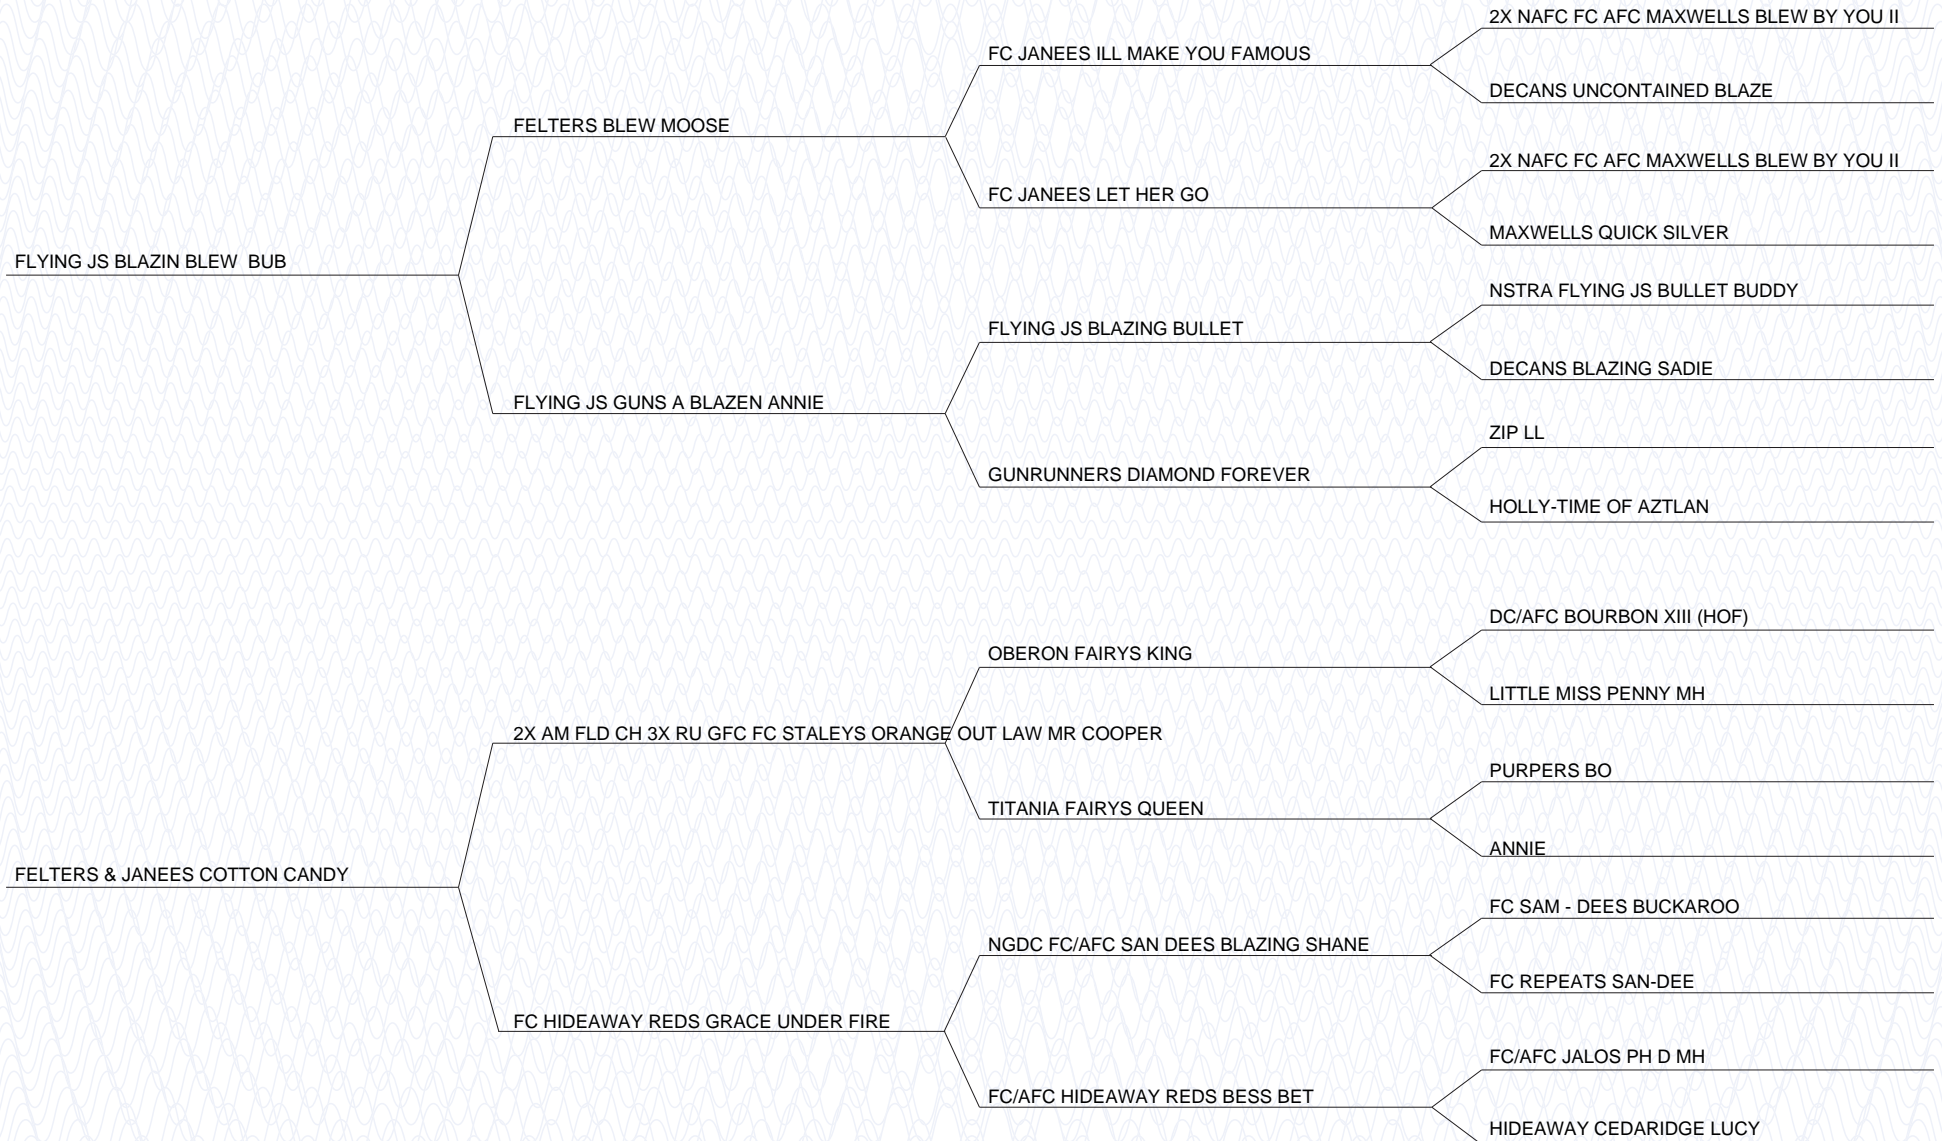 2X NAFC FC AFC MAXWELLS BLEW BY YOU II
FC JANEES ILL MAKE YOU FAMOUS
DECANS UNCONTAINED BLAZE
FELTERS BLEW MOOSE
2X NAFC FC AFC MAXWELLS BLEW BY YOU II
FC JANEES LET HER GO
MAXWELLS QUICK SILVER
FLYING JS BLAZIN BLEW  BUB
NSTRA FLYING JS BULLET BUDDY
FLYING JS BLAZING BULLET
DECANS BLAZING SADIE
FLYING JS GUNS A BLAZEN ANNIE
ZIP LL
GUNRUNNERS DIAMOND FOREVER
HOLLY-TIME OF AZTLAN
DC/AFC BOURBON XIII (HOF)
OBERON FAIRYS KING
LITTLE MISS PENNY MH
2X AM FLD CH 3X RU GFC FC STALEYS ORANGE OUT LAW MR COOPER
PURPERS BO
TITANIA FAIRYS QUEEN
ANNIE
FELTERS & JANEES COTTON CANDY
FC SAM - DEES BUCKAROO
NGDC FC/AFC SAN DEES BLAZING SHANE
FC REPEATS SAN-DEE
FC HIDEAWAY REDS GRACE UNDER FIRE
FC/AFC JALOS PH D MH
FC/AFC HIDEAWAY REDS BESS BET
HIDEAWAY CEDARIDGE LUCY